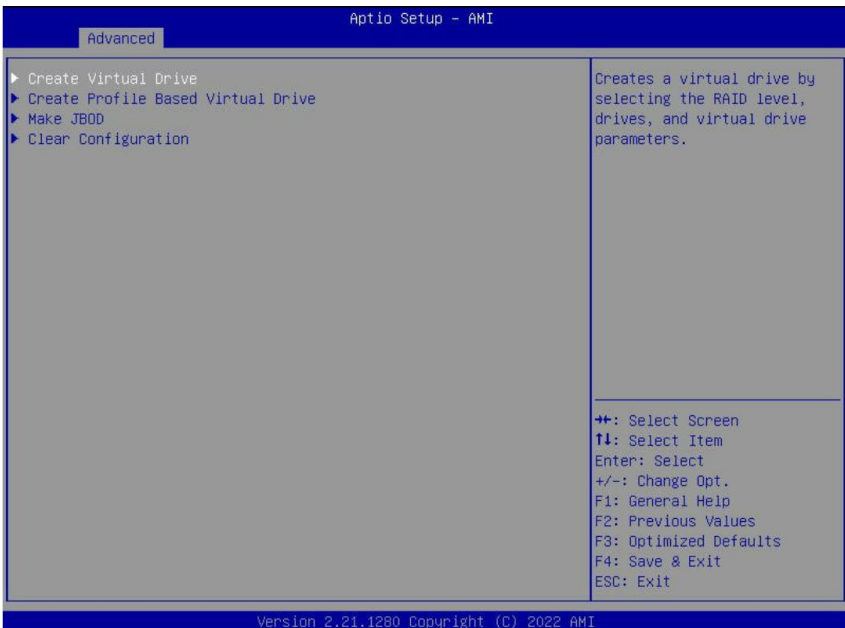 Aptio Setup – AMI
Advanced
▶ Create Virtual Drive
▶ Create Profile Based Virtual Drive
▶ Make JBOD
▶ Clear Configuration
Creates a virtual drive by
selecting the RAID level,
drives, and virtual drive
parameters.
→←: Select Screen
↑↓: Select Item
Enter: Select
+/-: Change Opt.
F1: General Help
F2: Previous Values
F3: Optimized Defaults
F4: Save & Exit
ESC: Exit
Version 2.21.1280 Copyright (C) 2022 AMI